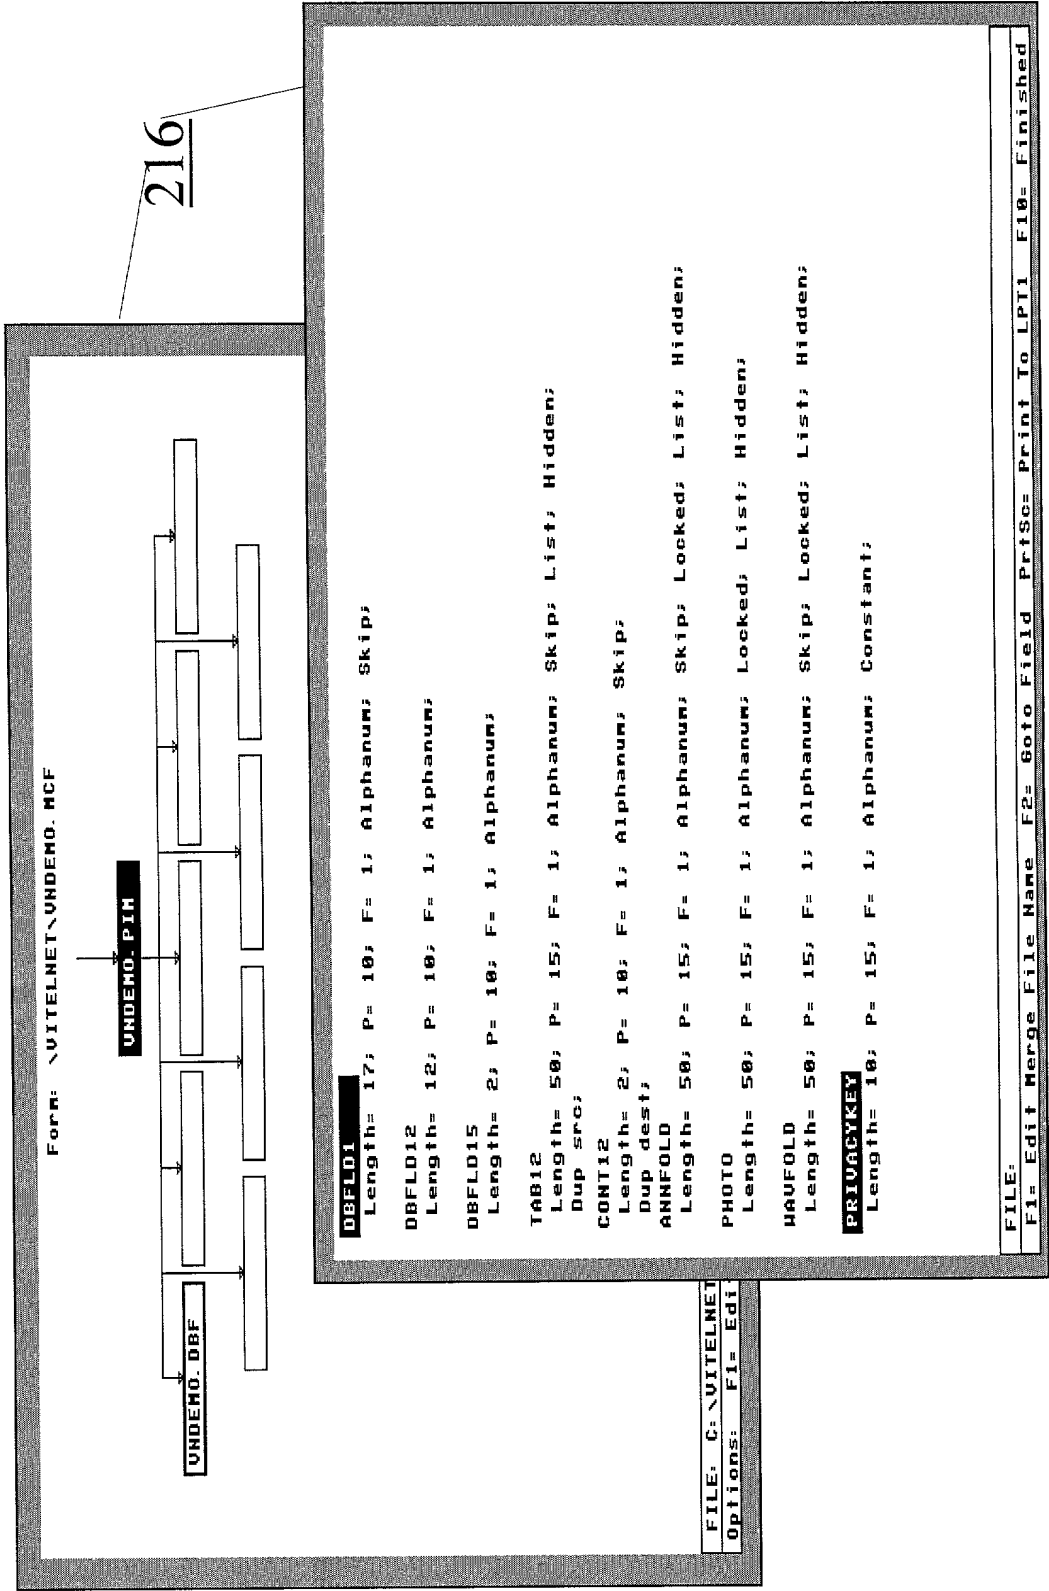 216
Form: \VITELNET\VNDEMO.MCF
VNDEMO.PIM
VNDEMO.DBF
FILE: C:\VITELNET
Options: F1= Edi
DBFLD1
Length= 17; P= 10; F= 1; Alphanum; Skip;
DBFLD12
Length= 12; P= 10; F= 1; Alphanum;
DBFLD15
Length= 2; P= 10; F= 1; Alphanum;
TAB12
Length= 50; P= 15; F= 1; Alphanum; Skip; List; Hidden;
Dup src;
CONT12
Length= 2; P= 10; F= 1; Alphanum; Skip;
Dup dest;
ANNFOLD
Length= 50; P= 15; F= 1; Alphanum; Skip; Locked; List; Hidden;
PHOTO
Length= 50; P= 15; F= 1; Alphanum; Locked; List; Hidden;
WAVFOLD
Length= 50; P= 15; F= 1; Alphanum; Skip; Locked; List; Hidden;
PRIVACYKEY
Length= 10; P= 15; F= 1; Alphanum; Constant;
FILE:
F1= Edit Merge File Name F2= Goto Field PrtSc= Print To LPT1 F10= Finished